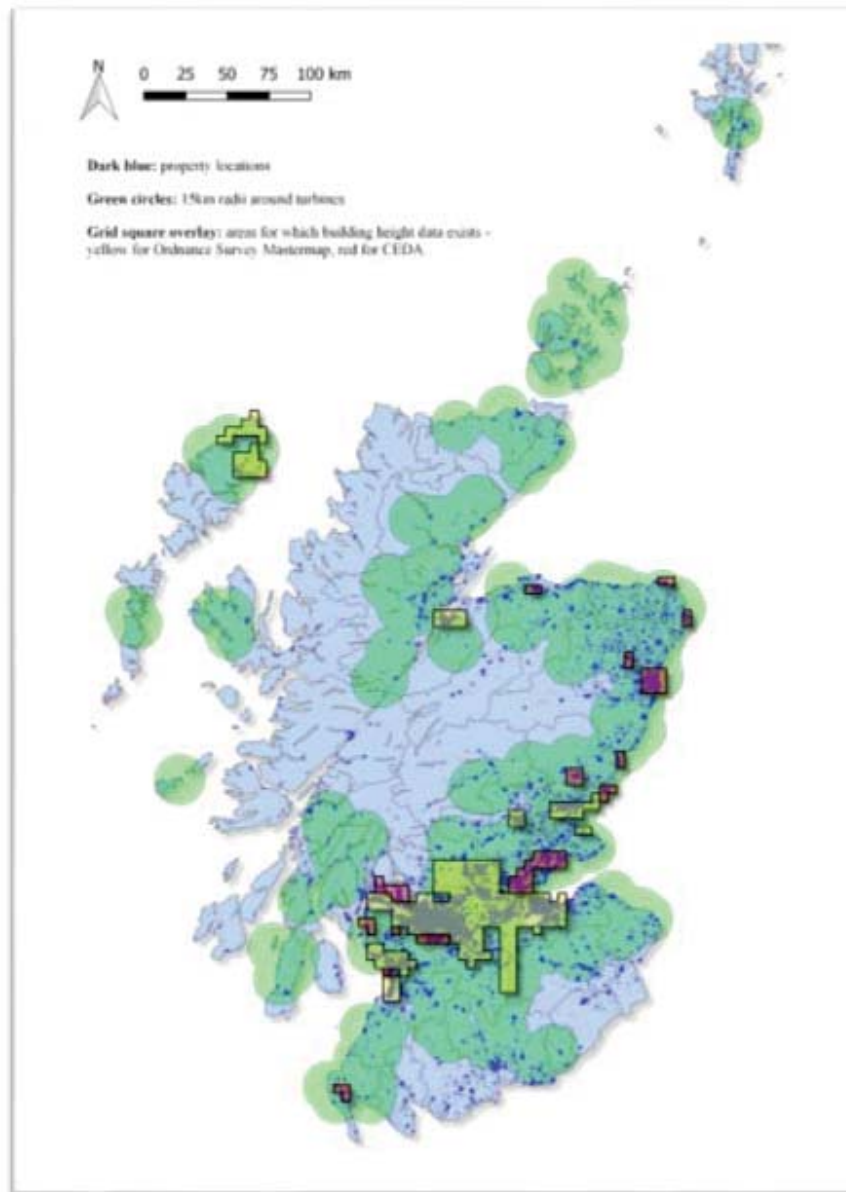 N
0 25 50 75 100 km
Dark blue: property locations
Green circles: 15km radii around turbines
Grid square overlay: areas for which building height data exists -
yellow for Ordnance Survey Mastermap, red for CEDA